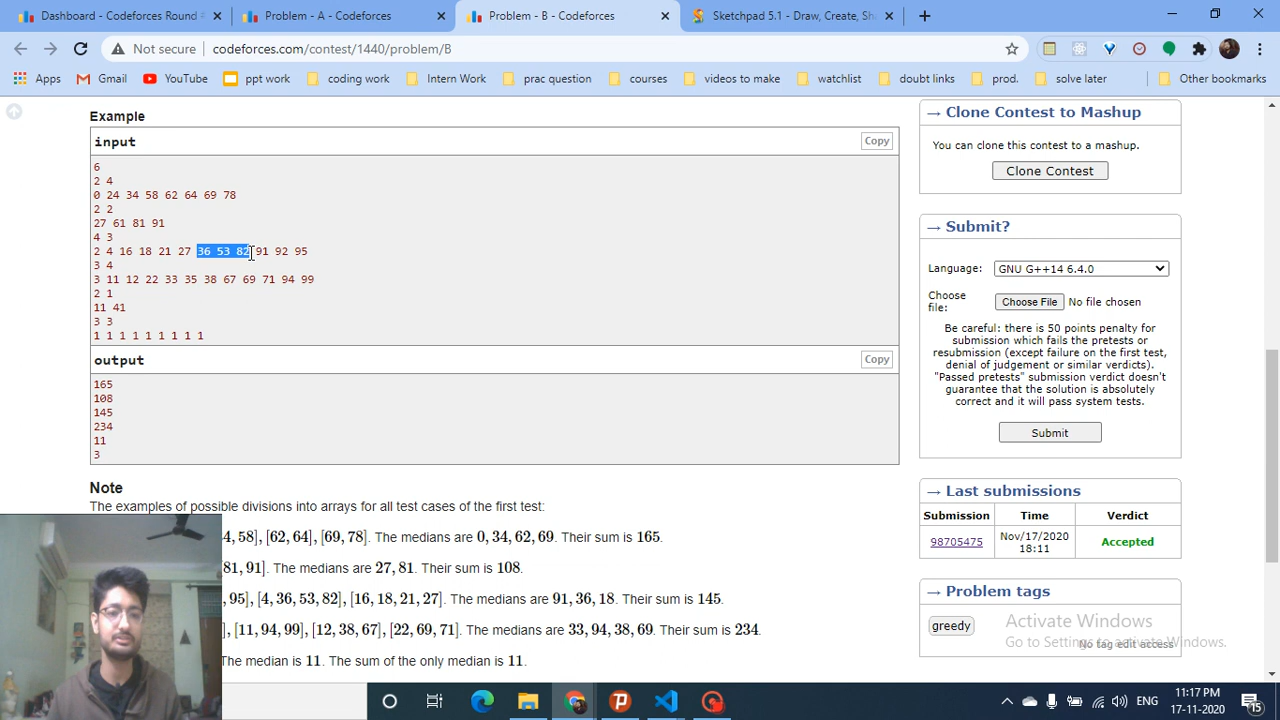 Dashboard - Codeforces Round
Problem - A - Codeforces
Problem - B - Codeforces
Sketchpad 5.1 - Draw, Create, Sh
Not secure
codeforces.com/contest/1440/problem/B
Apps
Gmail
YouTube
ppt work
coding work
Intern Work
prac question
courses
videos to make
watchlist
doubt links
prod.
solve later
Other bookmarks
Example
input
Copy
6
2 4
0 24 34 58 62 64 69 78
2 2
27 61 81 91
4 3
2 4 16 18 21 27 36 53 82 91 92 95
3 4
3 11 12 22 33 35 38 67 69 71 94 99
2 1
11 41
3 3
1 1 1 1 1 1 1 1 1
output
Copy
165
108
145
234
11
3
Note
The examples of possible divisions into arrays for all test cases of the first test:
4, 58], [62, 64], [69, 78]. The medians are 0, 34, 62, 69. Their sum is 165.
81, 91]. The medians are 27, 81. Their sum is 108.
, 95], [4, 36, 53, 82], [16, 18, 21, 27]. The medians are 91, 36, 18. Their sum is 145.
], [11, 94, 99], [12, 38, 67], [22, 69, 71]. The medians are 33, 94, 38, 69. Their sum is 234.
The median is 11. The sum of the only median is 11.
→ Clone Contest to Mashup
You can clone this contest to a mashup.
Clone Contest
→ Submit?
Language:
GNU G++14 6.4.0
Choose
file:
Choose File
No file chosen
Be careful: there is 50 points penalty for
submission which fails the pretests or
resubmission (except failure on the first test,
denial of judgement or similar verdicts).
"Passed pretests" submission verdict doesn't
guarantee that the solution is absolutely
correct and it will pass system tests.
Submit
→ Last submissions
Submission Time Verdict
98705475
Nov/17/2020
18:11
Accepted
→ Problem tags
greedy
No tag edit access
Activate Windows
Go to Settings to activate Windows.
ENG
11:17 PM
17-11-2020
15